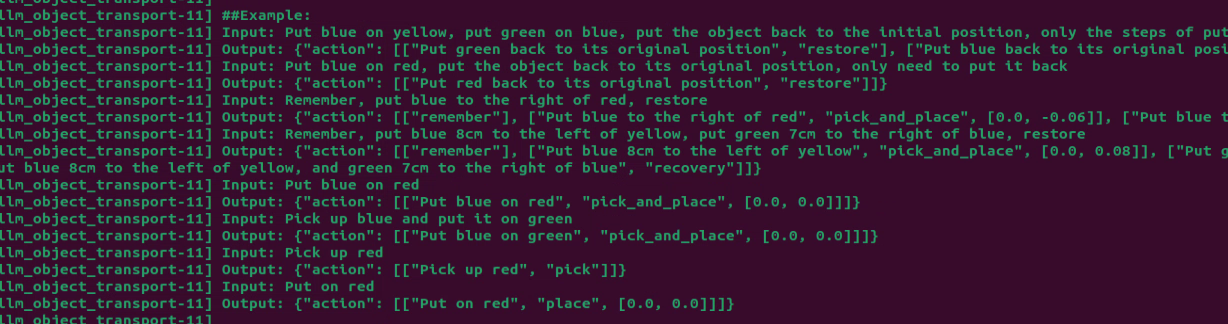 llm_object_transport-11] ##Example:
llm_object_transport-11] Input: Put blue on yellow, put green on blue, put the object back to the initial position, only the steps of put
llm_object_transport-11] Output: {"action": [["Put green back to its original position", "restore"], ["Put blue back to its original posi
llm_object_transport-11] Input: Put blue on red, put the object back to its original position, only need to put it back
llm_object_transport-11] Output: {"action": [["Put red back to its original position", "restore"]]}
llm_object_transport-11] Input: Remember, put blue to the right of red, restore
llm_object_transport-11] Output: {"action": [["remember"], ["Put blue to the right of red", "pick_and_place", [0.0, -0.06]], ["Put blue t
llm_object_transport-11] Input: Remember, put blue 8cm to the left of yellow, put green 7cm to the right of blue, restore
llm_object_transport-11] Output: {"action": [["remember"], ["Put blue 8cm to the left of yellow", "pick_and_place", [0.0, 0.08]], ["Put g
ut blue 8cm to the left of yellow, and green 7cm to the right of blue", "recovery"]]}
llm_object_transport-11] Input: Put blue on red
llm_object_transport-11] Output: {"action": [["Put blue on red", "pick_and_place", [0.0, 0.0]]]}
llm_object_transport-11] Input: Pick up blue and put it on green
llm_object_transport-11] Output: {"action": [["Put blue on green", "pick_and_place", [0.0, 0.0]]]}
llm_object_transport-11] Input: Pick up red
llm_object_transport-11] Output: {"action": [["Pick up red", "pick"]]}
llm_object_transport-11] Input: Put on red
llm_object_transport-11] Output: {"action": [["Put on red", "place", [0.0, 0.0]]]}
llm_object_transport-11]